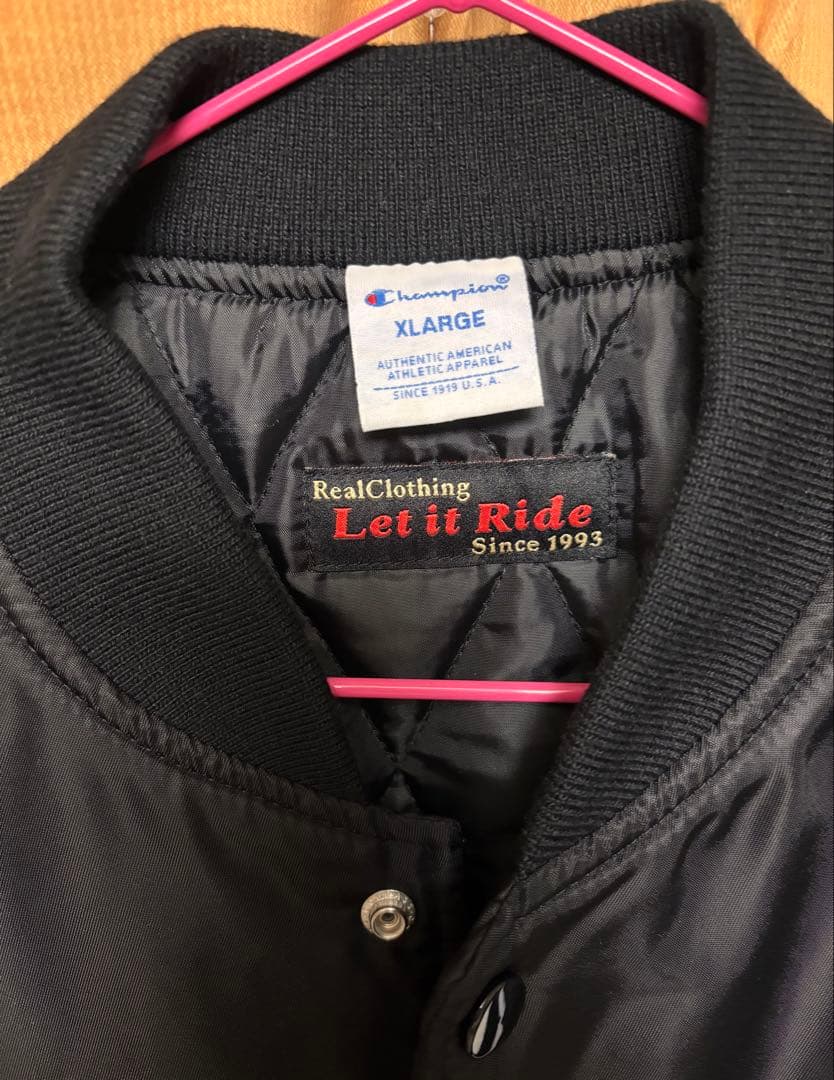 Champion®
XLARGE
AUTHENTIC AMERICAN
ATHLETIC APPAREL
SINCE 1919 U.S.A.
RealClothing
Let it Ride
Since 1993